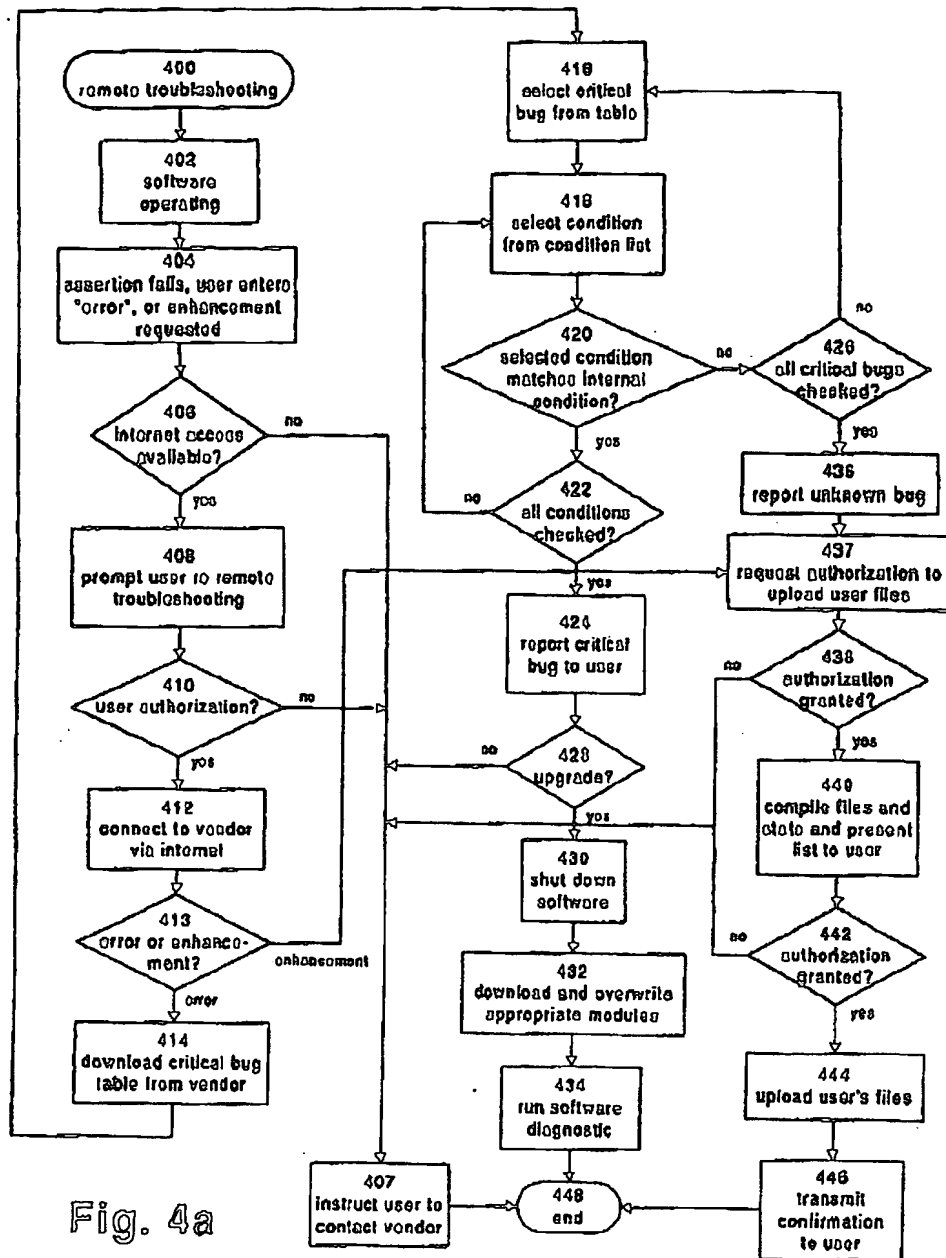 400
remote troubleshooting
402
software
operating
404
assertion fails, user enters
"error", or enhancement
requested
406
internet access
available?
no
yes
408
prompt user re remote
troubleshooting
410
user authorization?
no
yes
412
connect to vendor
via internet
413
error or enhance-
ment?
enhancement
error
414
download critical bug
table from vendor
407
instruct user to
contact vendor
416
select critical
bug from table
418
select condition
from condition list
420
selected condition
matches internal
condition?
no
yes
422
all conditions
checked?
no
yes
424
report critical
bug to user
428
upgrade?
no
yes
430
shut down
software
432
download and overwrite
appropriate modules
434
run software
diagnostic
448
end
no
426
all critical bugs
checked?
yes
436
report unknown bug
437
request authorization to
upload user files
438
authorization
granted?
no
yes
440
compile files and
state and present
list to user
442
authorization
granted?
no
yes
444
upload user's files
446
transmit
confirmation
to user
Fig. 4a